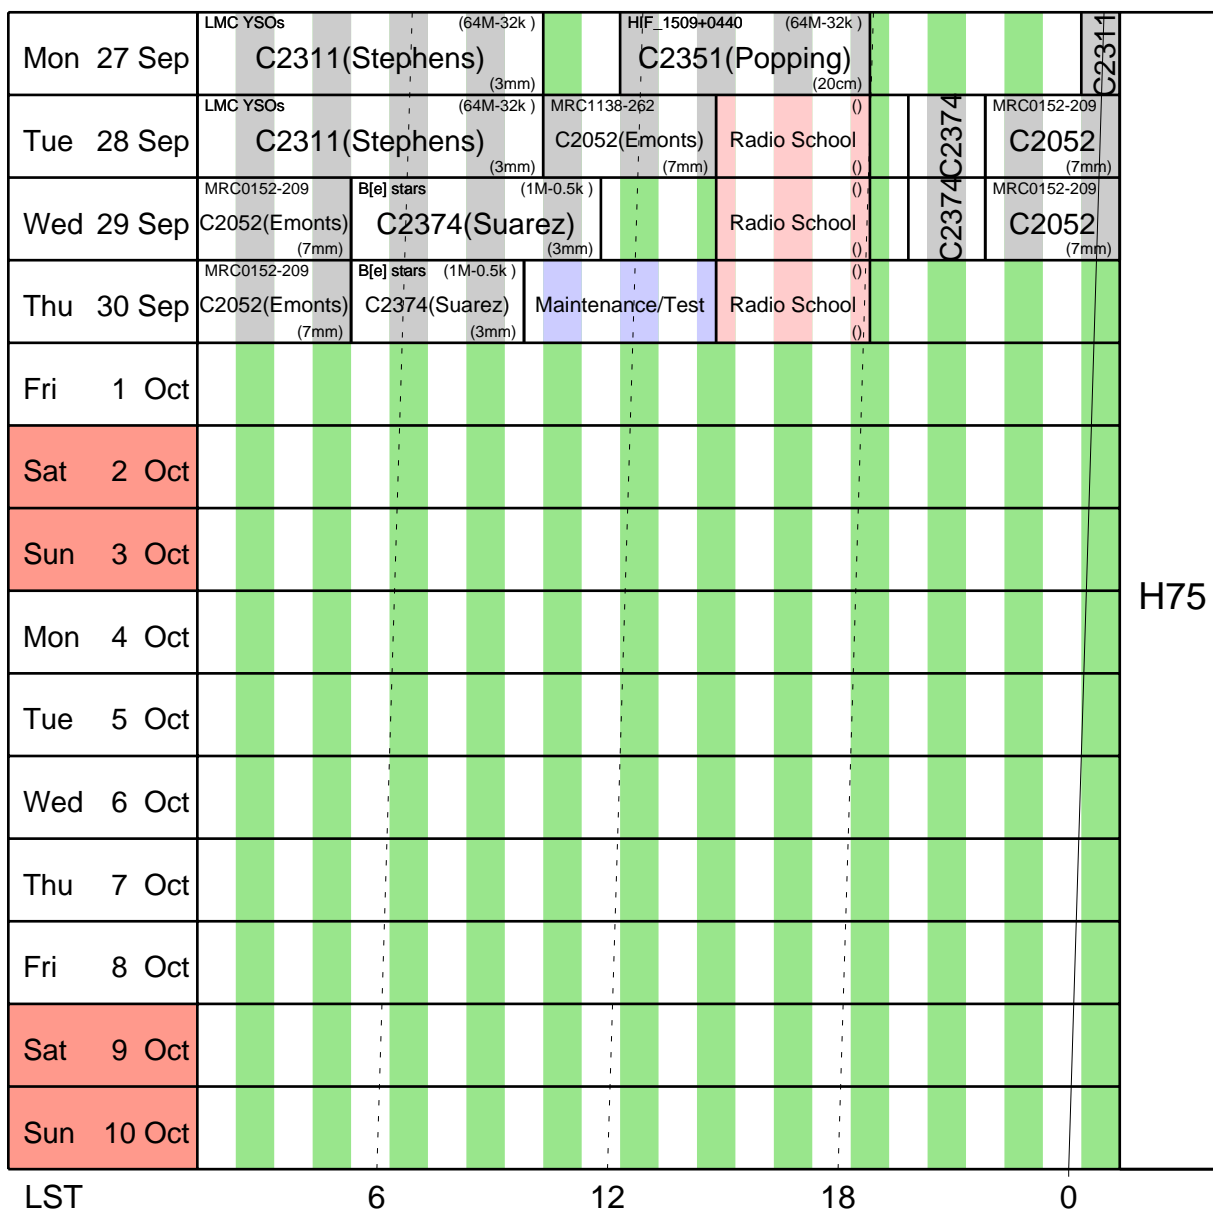 LMC YSOs (64M-32k ) HIF_1509+0440 (64M-32k )
Mon 27 Sep C2311(Stephens) C2351(Popping) C2311
(3mm) (20cm)
LMC YSOs (64M-32k ) MRC1138-262 () MRC0152-209
Tue 28 Sep C2311(Stephens) C2052(Emonts) Radio School C2374 C2052
(3mm) (7mm) () (7mm)
MRC0152-209 B[e] stars (1M-0.5k ) () MRC0152-209
Wed 29 Sep C2052(Emonts) C2374(Suarez) Radio School C2374 C2052
(7mm) (3mm) () (7mm)
MRC0152-209 B[e] stars (1M-0.5k ) ()
Thu 30 Sep C2052(Emonts) C2374(Suarez) Maintenance/Test Radio School
(7mm) (3mm) ()
Fri 1 Oct
Sat 2 Oct
Sun 3 Oct
H75
Mon 4 Oct
Tue 5 Oct
Wed 6 Oct
Thu 7 Oct
Fri 8 Oct
Sat 9 Oct
Sun 10 Oct
LST 6 12 18 0